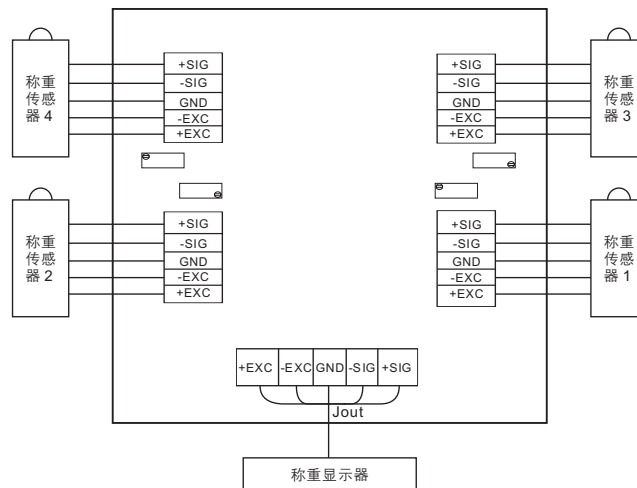 称重
传感
器 4
+SIG
-SIG
GND
-EXC
+EXC
+SIG
-SIG
GND
-EXC
+EXC
称重
传感
器 3
称重
传感
器 2
+SIG
-SIG
GND
-EXC
+EXC
+SIG
-SIG
GND
-EXC
+EXC
称重
传感
器 1
+EXC -EXC GND -SIG +SIG
Jout
称重显示器